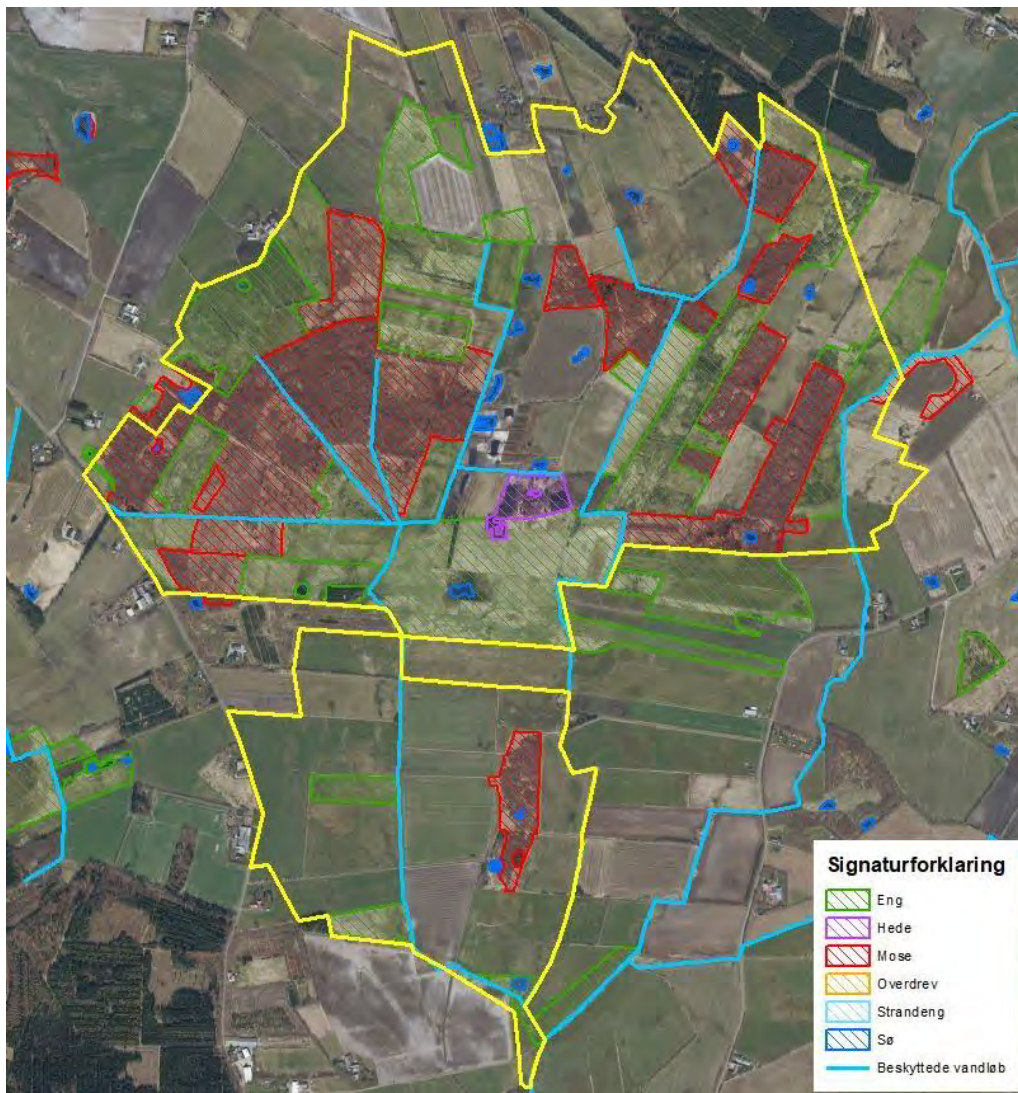 Signaturforklaring
Eng
Hede
Mose
Overdrev
Strandeng
Sø
Beskyttede vandløb